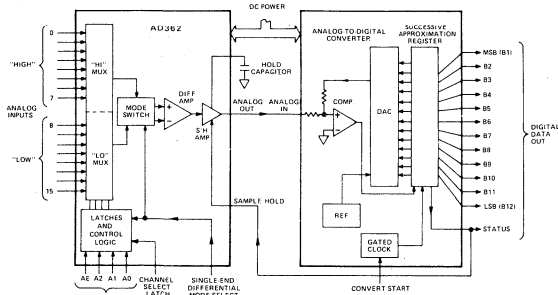 DC POWER
AD362
0
"HIGH"
7
ANALOG
INPUTS
8
"LOW"
15
"HI"
MUX
"LO"
MUX
MODE
SWITCH
DIFF
AMP
S/H
AMP
HOLD
CAPACITOR
ANALOG
OUT
ANALOG
IN
SAMPLE HOLD
LATCHES
AND
CONTROL
LOGIC
AE A2 A1 A0
CHANNEL
SELECT
LATCH
SINGLE-END
DIFFERENTIAL
MODE SELECT
ANALOG-TO-DIGITAL
CONVERTER
SUCCESSIVE
APPROXIMATION
REGISTER
COMP
DAC
REF
GATED
CLOCK
CONVERT START
MSB (B1)
B2
B3
B4
B5
B6
B7
B8
B9
B10
B11
LSB (B12)
STATUS
DIGITAL
DATA
OUT